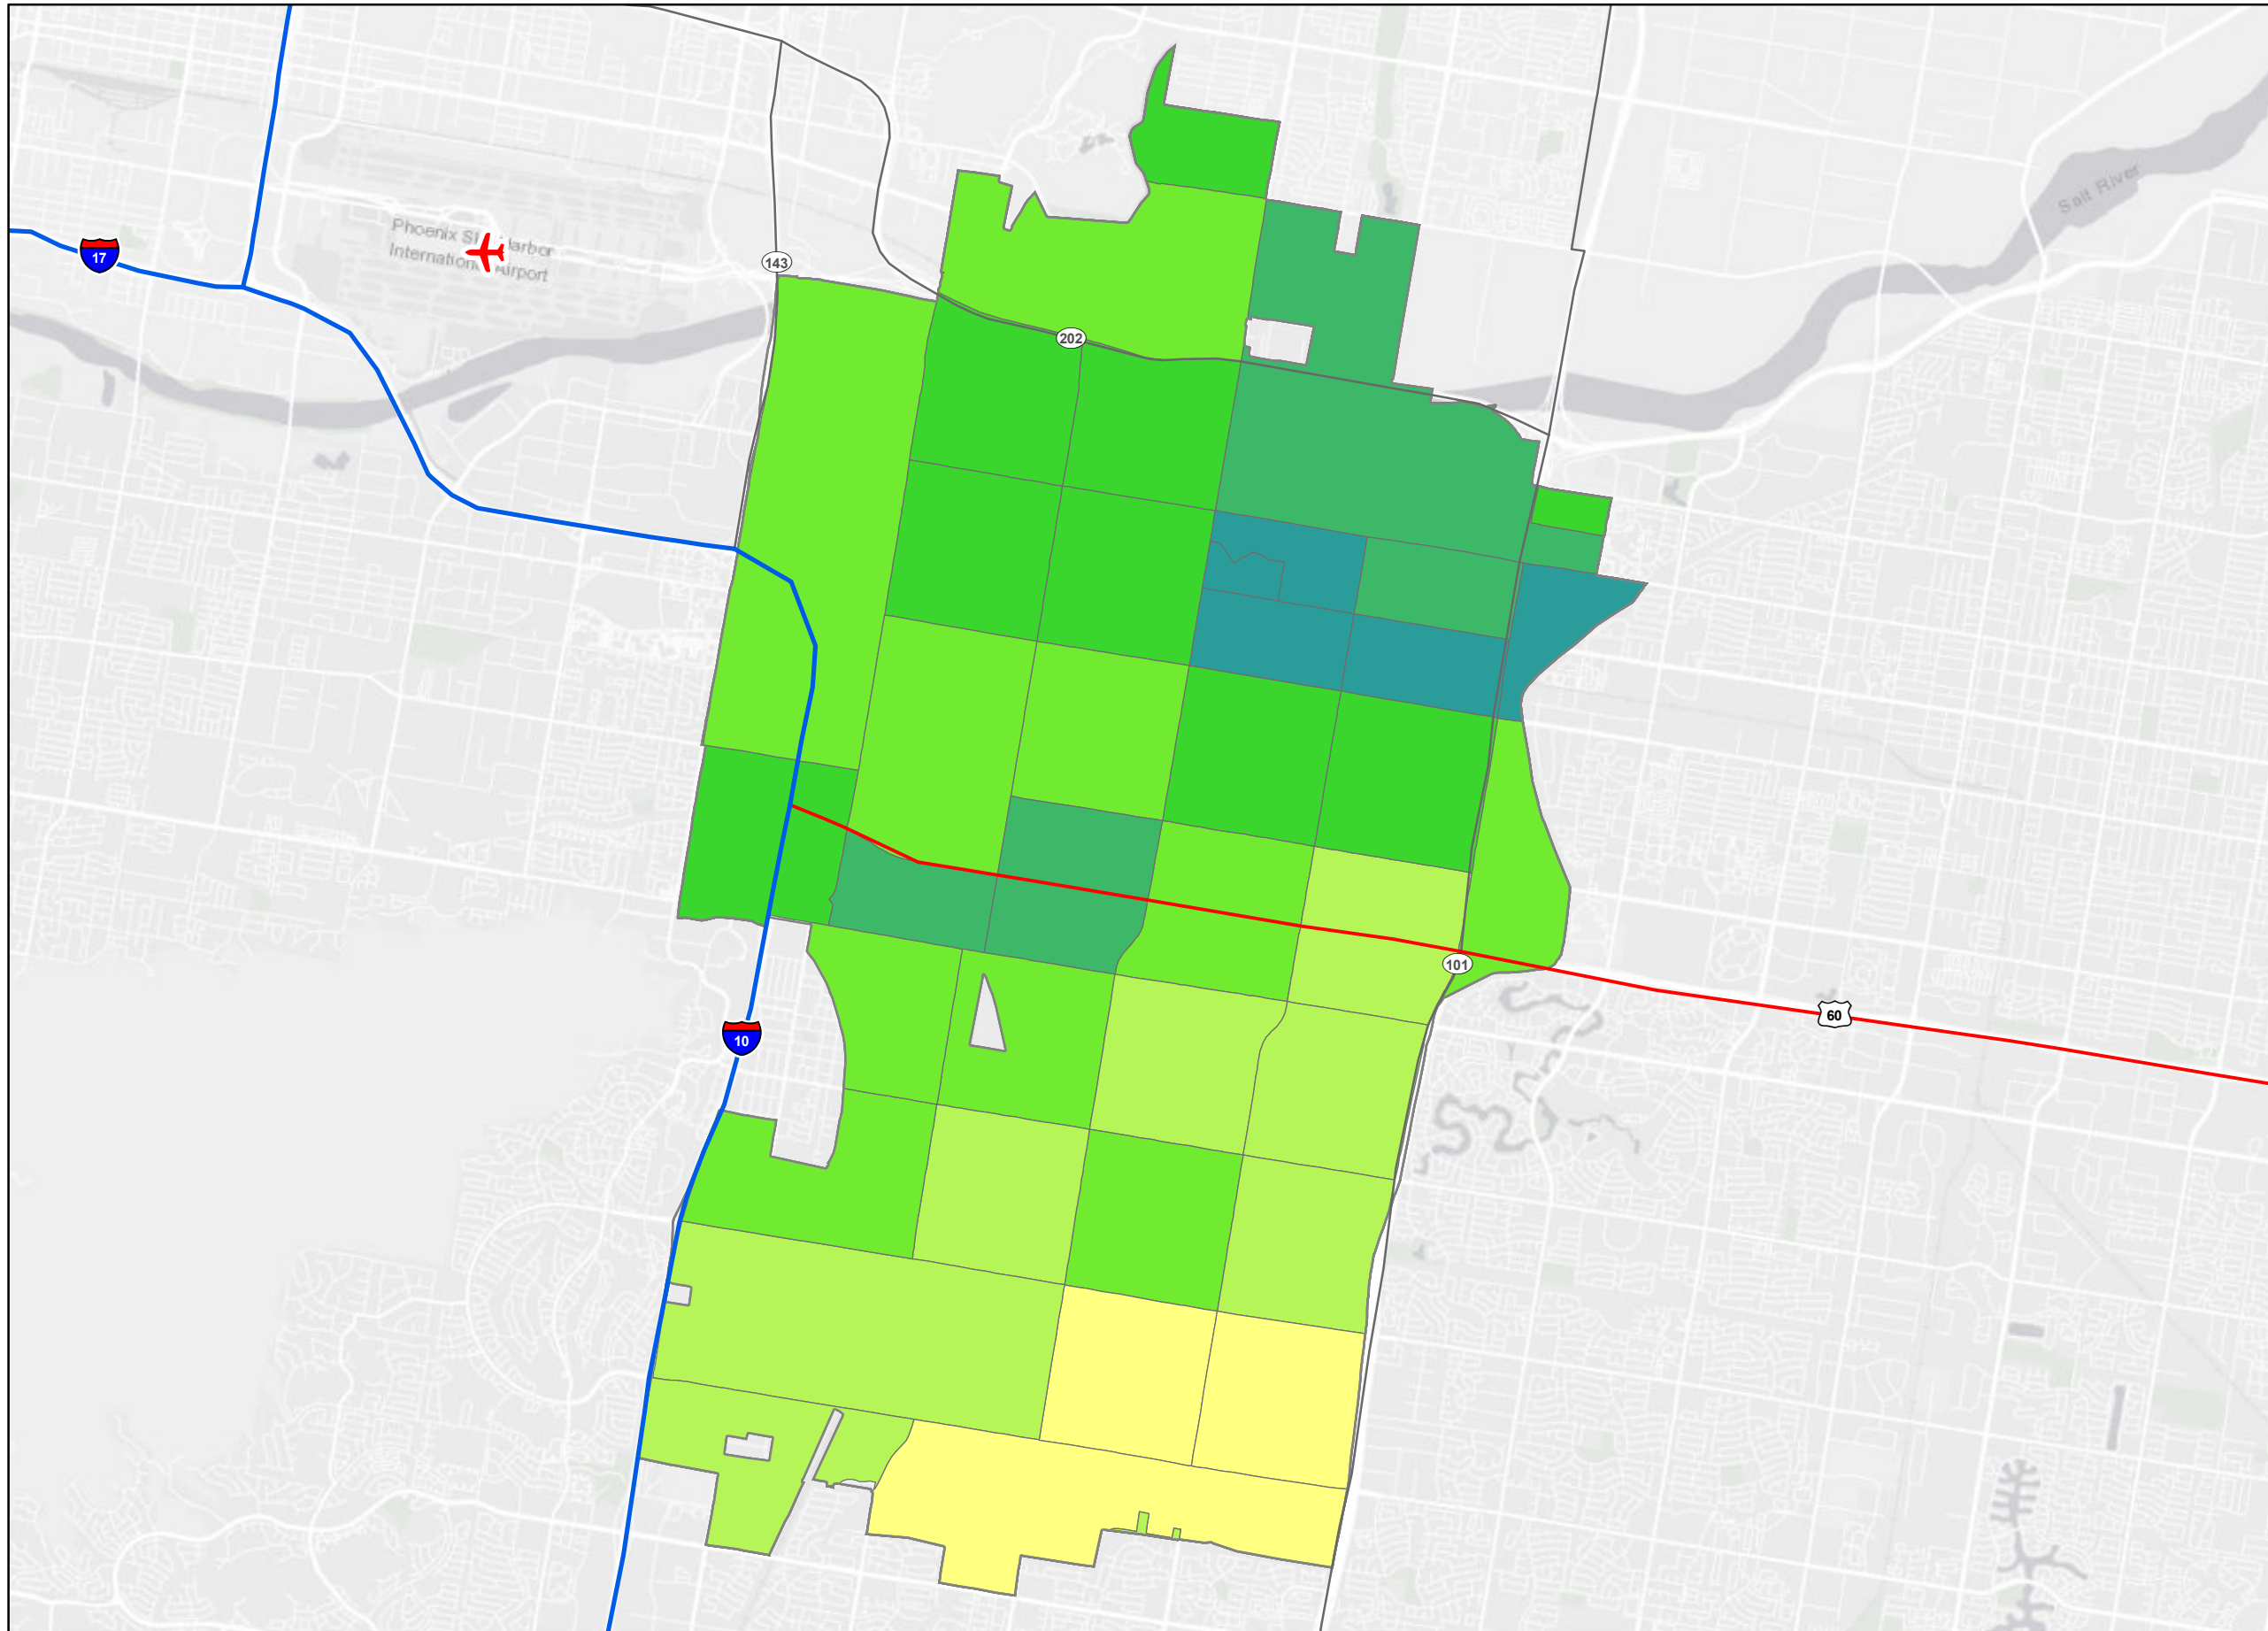 Salt River
Phoenix Sky Harbor
International Airport
17
143
202
101
60
10